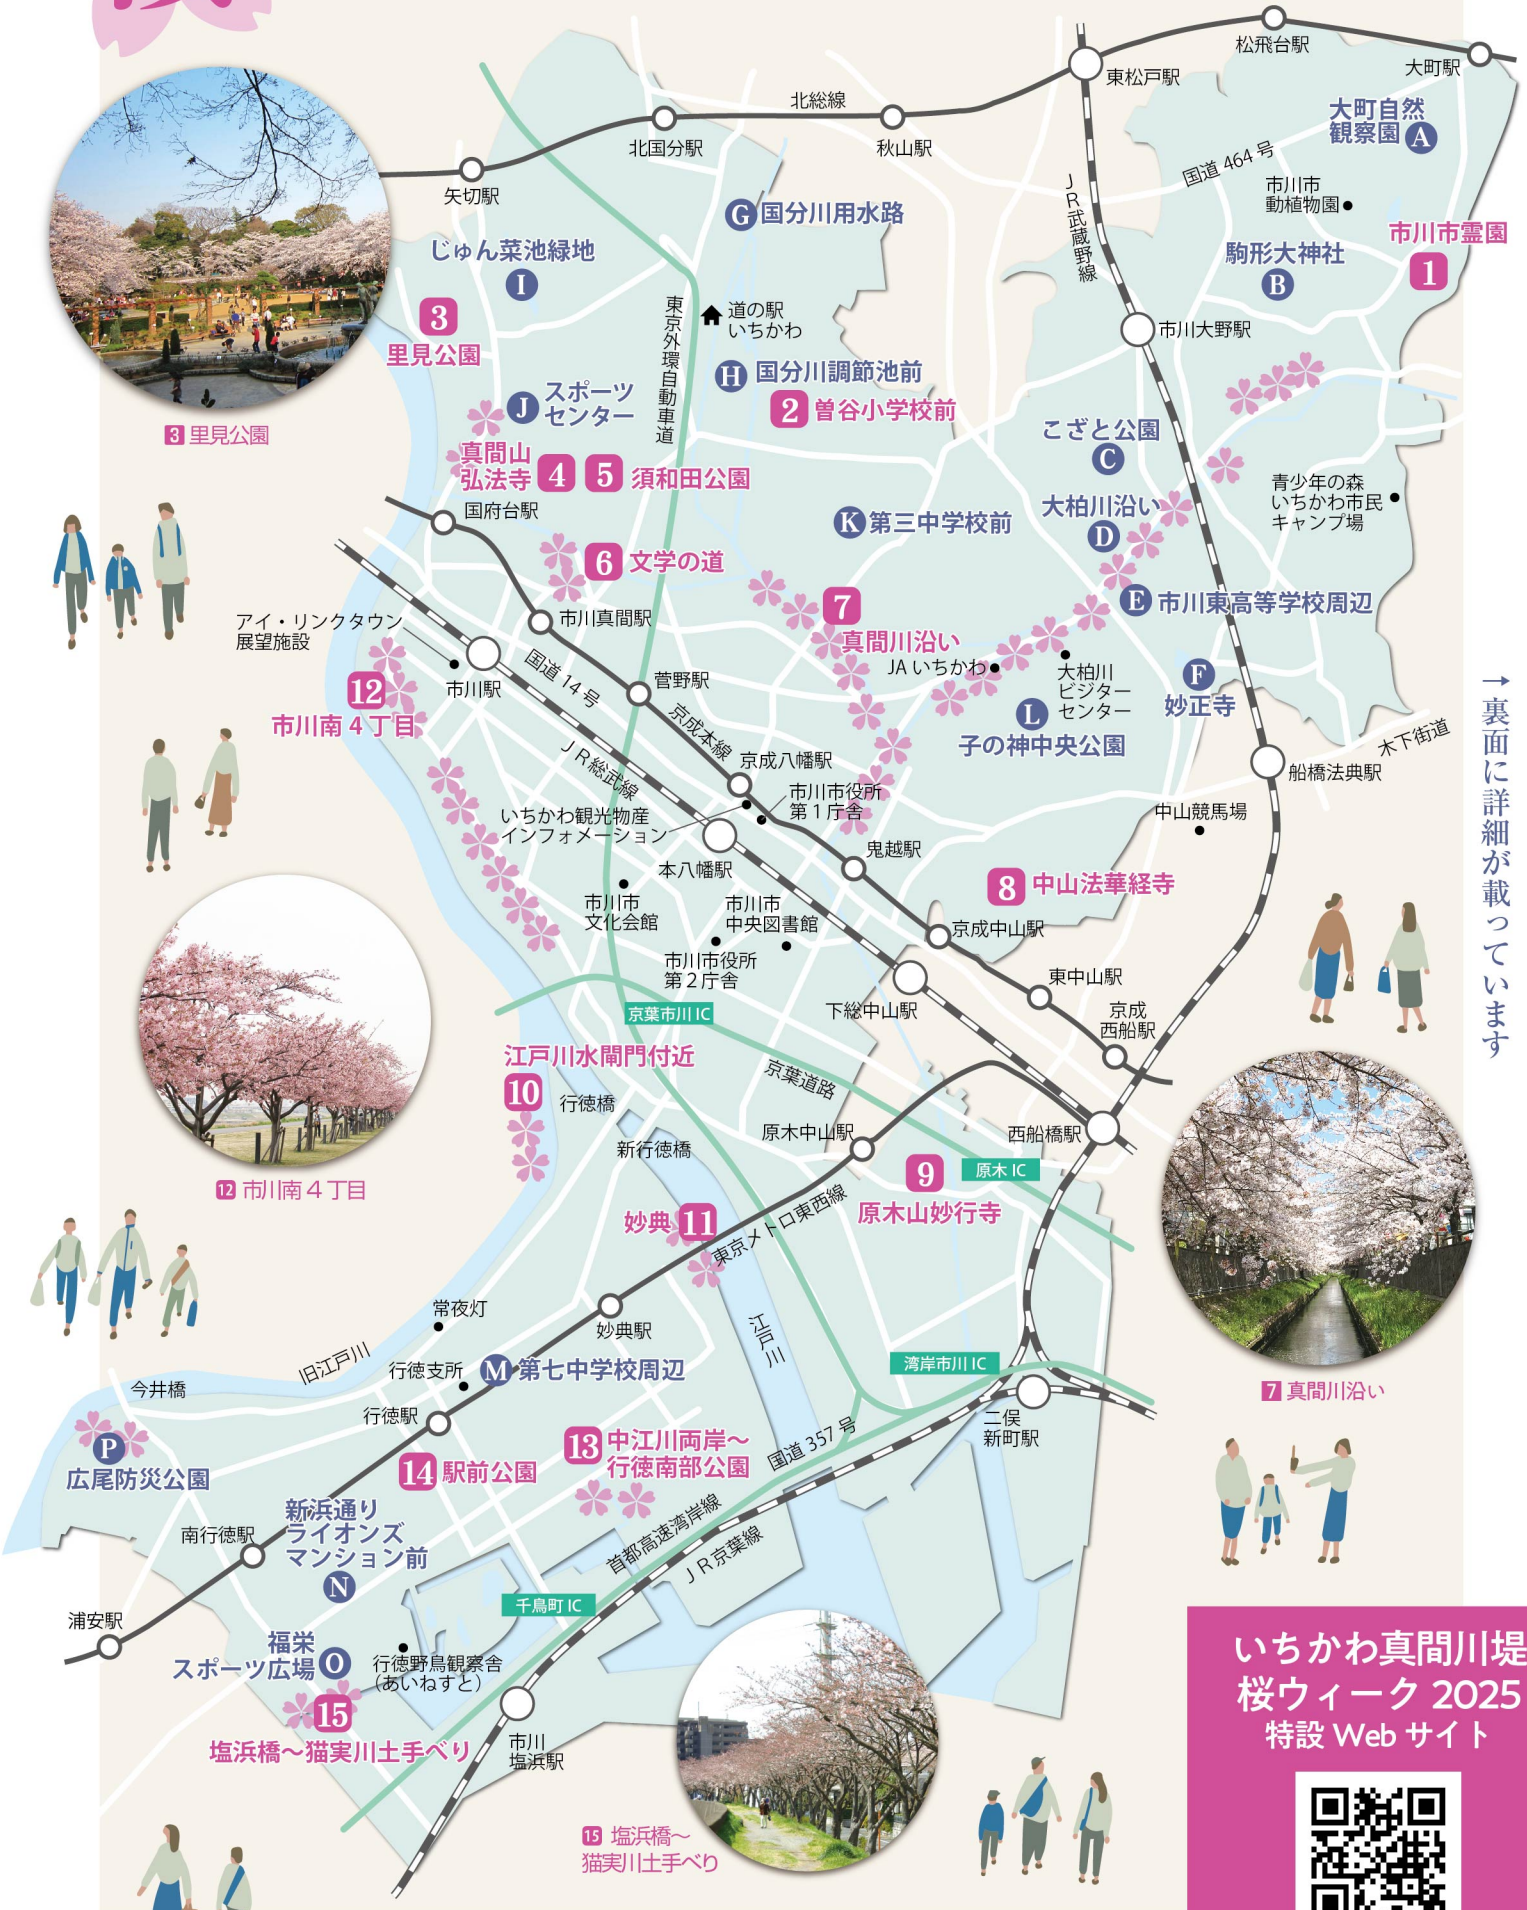 松飛台駅
大町駅
東松戸駅
北総線
北国分駅
秋山駅
矢切駅
大町自然
観察園 A
国道 464 号
市川市
動植物園
JR武蔵野線
G 国分川用水路
市川市霊園
1
駒形大神社
B
じゅん菜池緑地
I
3
里見公園
東京外環自動車道
道の駅
いちかわ
市川大野駅
H 国分川調節池前
2 曽谷小学校前
J スポーツ
センター
3 里見公園
こざと公園
C
真間山
弘法寺 4
5 須和田公園
国府台駅
青少年の森
いちかわ市民
キャンプ場
K 第三中学校前
大柏川沿い
D
6 文学の道
7
真間川沿い
E 市川東高等学校周辺
アイ・リンクタウン
展望施設
市川真間駅
国道 14 号
市川駅
菅野駅
JA いちかわ
大柏川
ビジター
センター
F
妙正寺
12
市川南 4 丁目
L
子の神中央公園
京成本線
JR総武線
京成八幡駅
市川市役所
第1庁舎
いちかわ観光物産
インフォメーション
木下街道
船橋法典駅
中山競馬場
本八幡駅
鬼越駅
8 中山法華経寺
市川市
文化会館
市川市
中央図書館
市川市役所
第2庁舎
京成中山駅
東中山駅
下総中山駅
京成
西船駅
→裏面に詳細が載っています
京葉市川 IC
江戸川水閘門付近
10
行徳橋
京葉道路
新行徳橋
原木中山駅
西船橋駅
9
原木山妙行寺
原木 IC
12 市川南 4 丁目
妙典 11
東京メトロ東西線
常夜灯
妙典駅
江戸川
旧江戸川
今井橋
行徳支所
M 第七中学校周辺
湾岸市川 IC
7 真間川沿い
行徳駅
二俣
新町駅
P
広尾防災公園
13 中江川両岸～
行徳南部公園
国道 357 号
14 駅前公園
新浜通り
ライオンズ
マンション前
N
南行徳駅
首都高速湾岸線
JR京葉線
千鳥町 IC
浦安駅
福栄
スポーツ広場 O
行徳野鳥観察舎
（あいねすと）
15
塩浜橋～猫実川土手べり
市川
塩浜駅
15 塩浜橋～
猫実川土手べり
いちかわ真間川堤
桜ウィーク 2025
特設 Web サイト